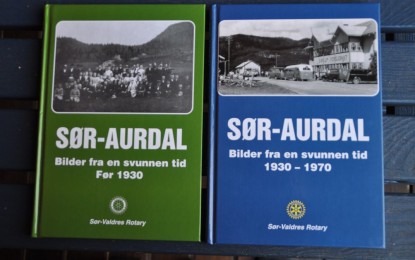 SØR-AURDAL
Bilder fra en svunnen tid
Før 1930
Sør-Valdres Rotary
SØR-AURDAL
Bilder fra en svunnen tid
1930 – 1970
Sør-Valdres Rotary